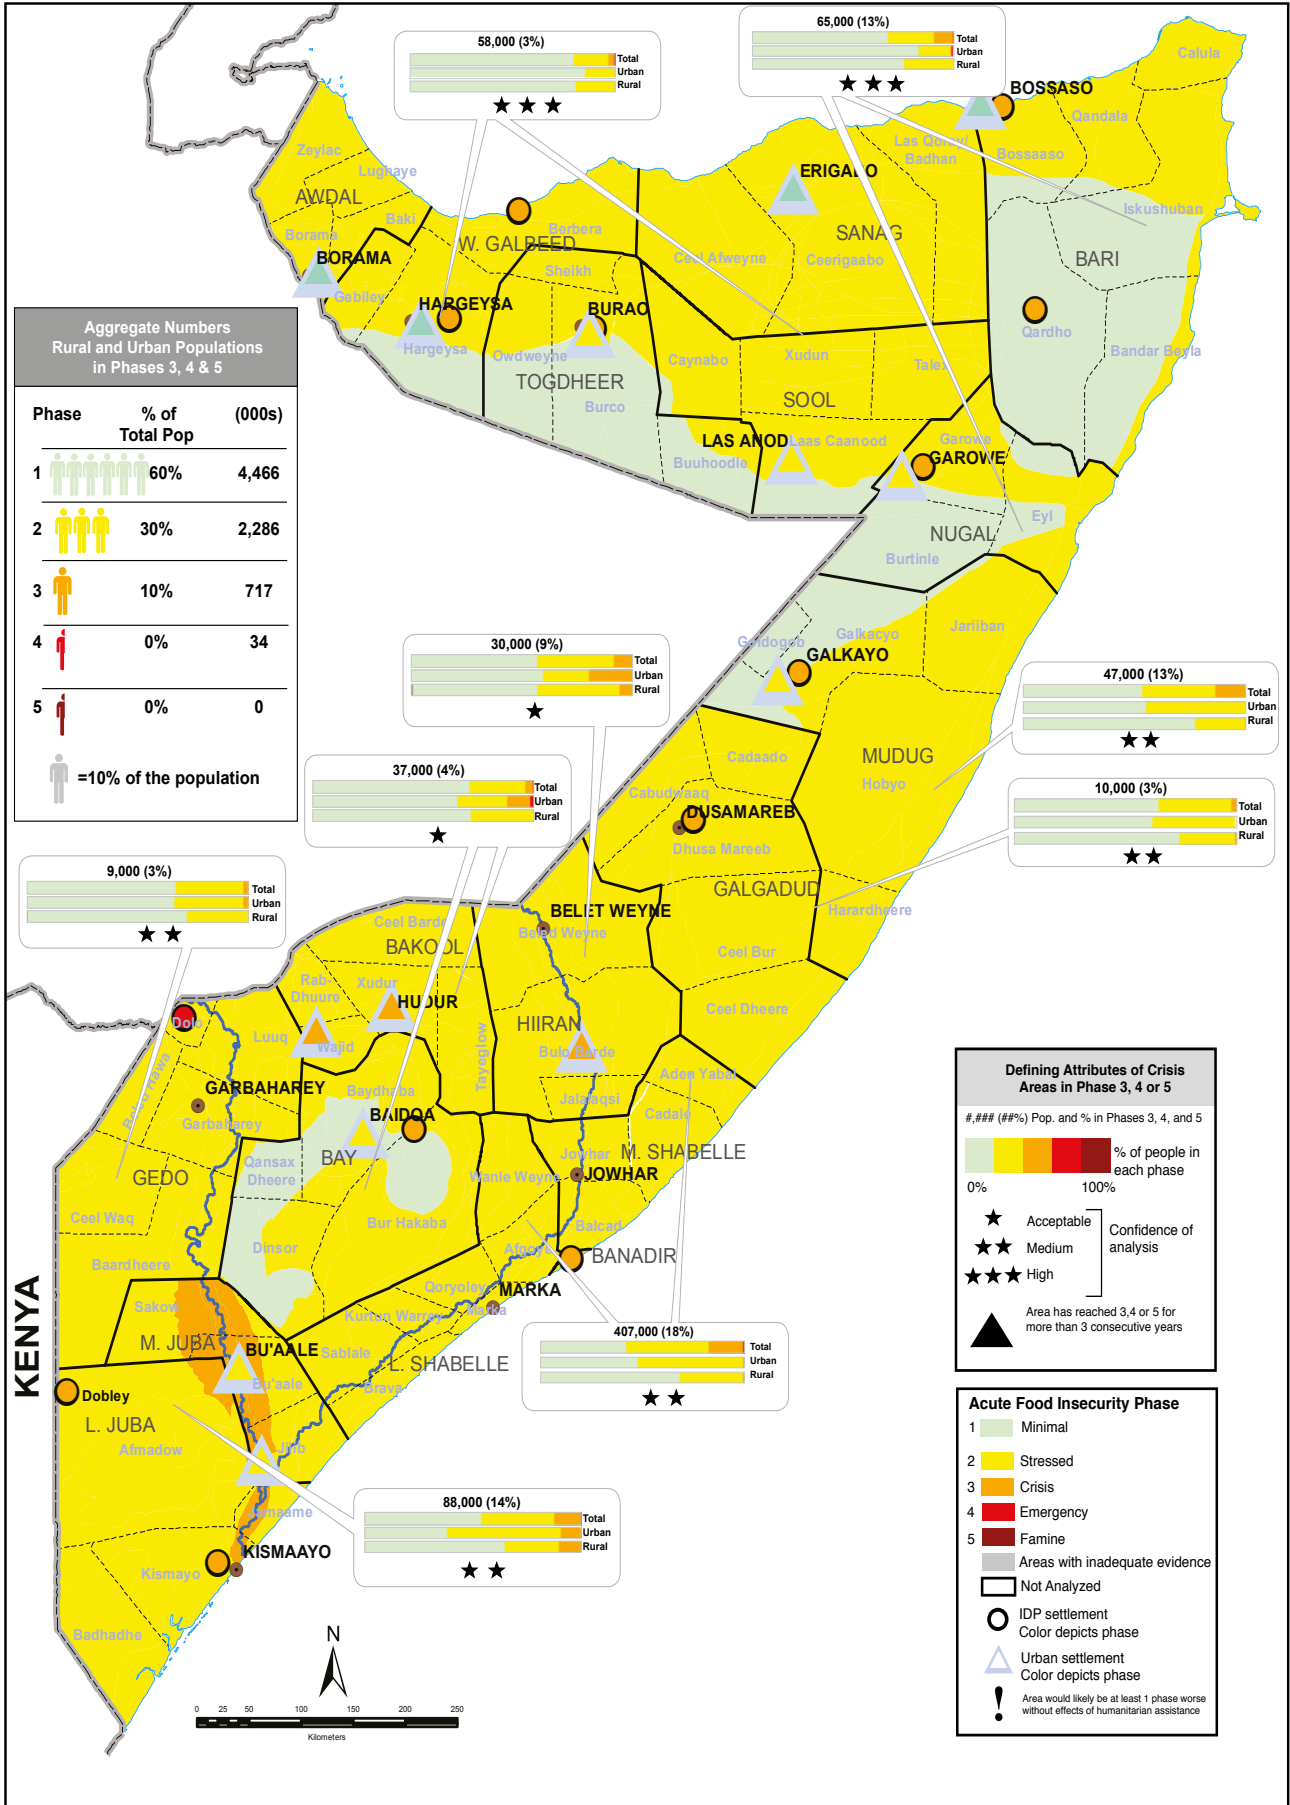 58,000 (3%)
Total
Urban
Rural
65,000 (13%)
Total
Urban
Rural
Calula
BOSSASO
Qandala
Las Qoray/
Badhan
Bossaaso
Zeylac
Lughaye
AWDAL
Baki
Borama
BORAMA
Gebiley
ERIGABO
SANAG
Ceel Afweyne
Ceerigaabo
Iskushuban
BARI
Berbera
W. GALBEED
Sheikh
HARGEYSA
Hargeysa
BURAO
Owdweyne
TOGDHEER
Burco
Caynabo
Xudun
Talex
SOOL
Qardho
Bandar Beyla
LAS ANOD
Laas Caanood
Buuhoodle
Garowe
GAROWE
Eyl
NUGAL
Burtinle
Aggregate Numbers
Rural and Urban Populations
in Phases 3, 4 & 5
Phase % of (000s)
Total Pop
1 60% 4,466
2 30% 2,286
3 10% 717
4 0% 34
5 0% 0
=10% of the population
Goldogob
Galkacyo
Jariiban
GALKAYO
30,000 (9%)
Total
Urban
Rural
47,000 (13%)
Total
Urban
Rural
Cadaado
MUDUG
Hobyo
Cabudwaaq
DUSAMAREB
Dhusa Mareeb
37,000 (4%)
Total
Urban
Rural
10,000 (3%)
Total
Urban
Rural
9,000 (3%)
Total
Urban
Rural
GALGADUD
Harardheere
BELET WEYNE
Beled Weyne
Ceel Barde
BAKOOL
Ceel Bur
Rab-
Dhuure
Xudur
HUDUR
Ceel Dheere
Dolo
Luuq
Wajid
HIIRAN
Bulo Barde
Tayeglow
Beled Hawa
GARBAHAREY
Garbaharey
Baydhaba
BAIDOA
Jalalaqsi
Aden Yabal
Cadale
BAY
Qansax
Dheere
GEDO
Jowhar
M. SHABELLE
Wanle Weyne
JOWHAR
Ceel Waq
Bur Hakaba
Balcad
Dinsor
Afgoye
BANADIR
Baardheere
Qoryoley
MARKA
Marka
Sakow
Kurtun Warrey
KENYA
M. JUBA
BU'AALE
Bu'aale
Sablale
L. SHABELLE
Brava
407,000 (18%)
Total
Urban
Rural
Dobley
L. JUBA
Afmadow
Jilib
Jamaame
88,000 (14%)
Total
Urban
Rural
KISMAAYO
Kismayo
Badhadhe
N
0 25 50 100 150 200 250
Kilometers
Defining Attributes of Crisis
Areas in Phase 3, 4 or 5
#,### (##%) Pop. and % in Phases 3, 4, and 5
% of people in
each phase
0% 100%
Acceptable
Medium
High
Confidence of
analysis
Area has reached 3,4 or 5 for
more than 3 consecutive years
Acute Food Insecurity Phase
1 Minimal
2 Stressed
3 Crisis
4 Emergency
5 Famine
Areas with inadequate evidence
Not Analyzed
IDP settlement
Color depicts phase
Urban settlement
Color depicts phase
! Area would likely be at least 1 phase worse
without effects of humanitarian assistance